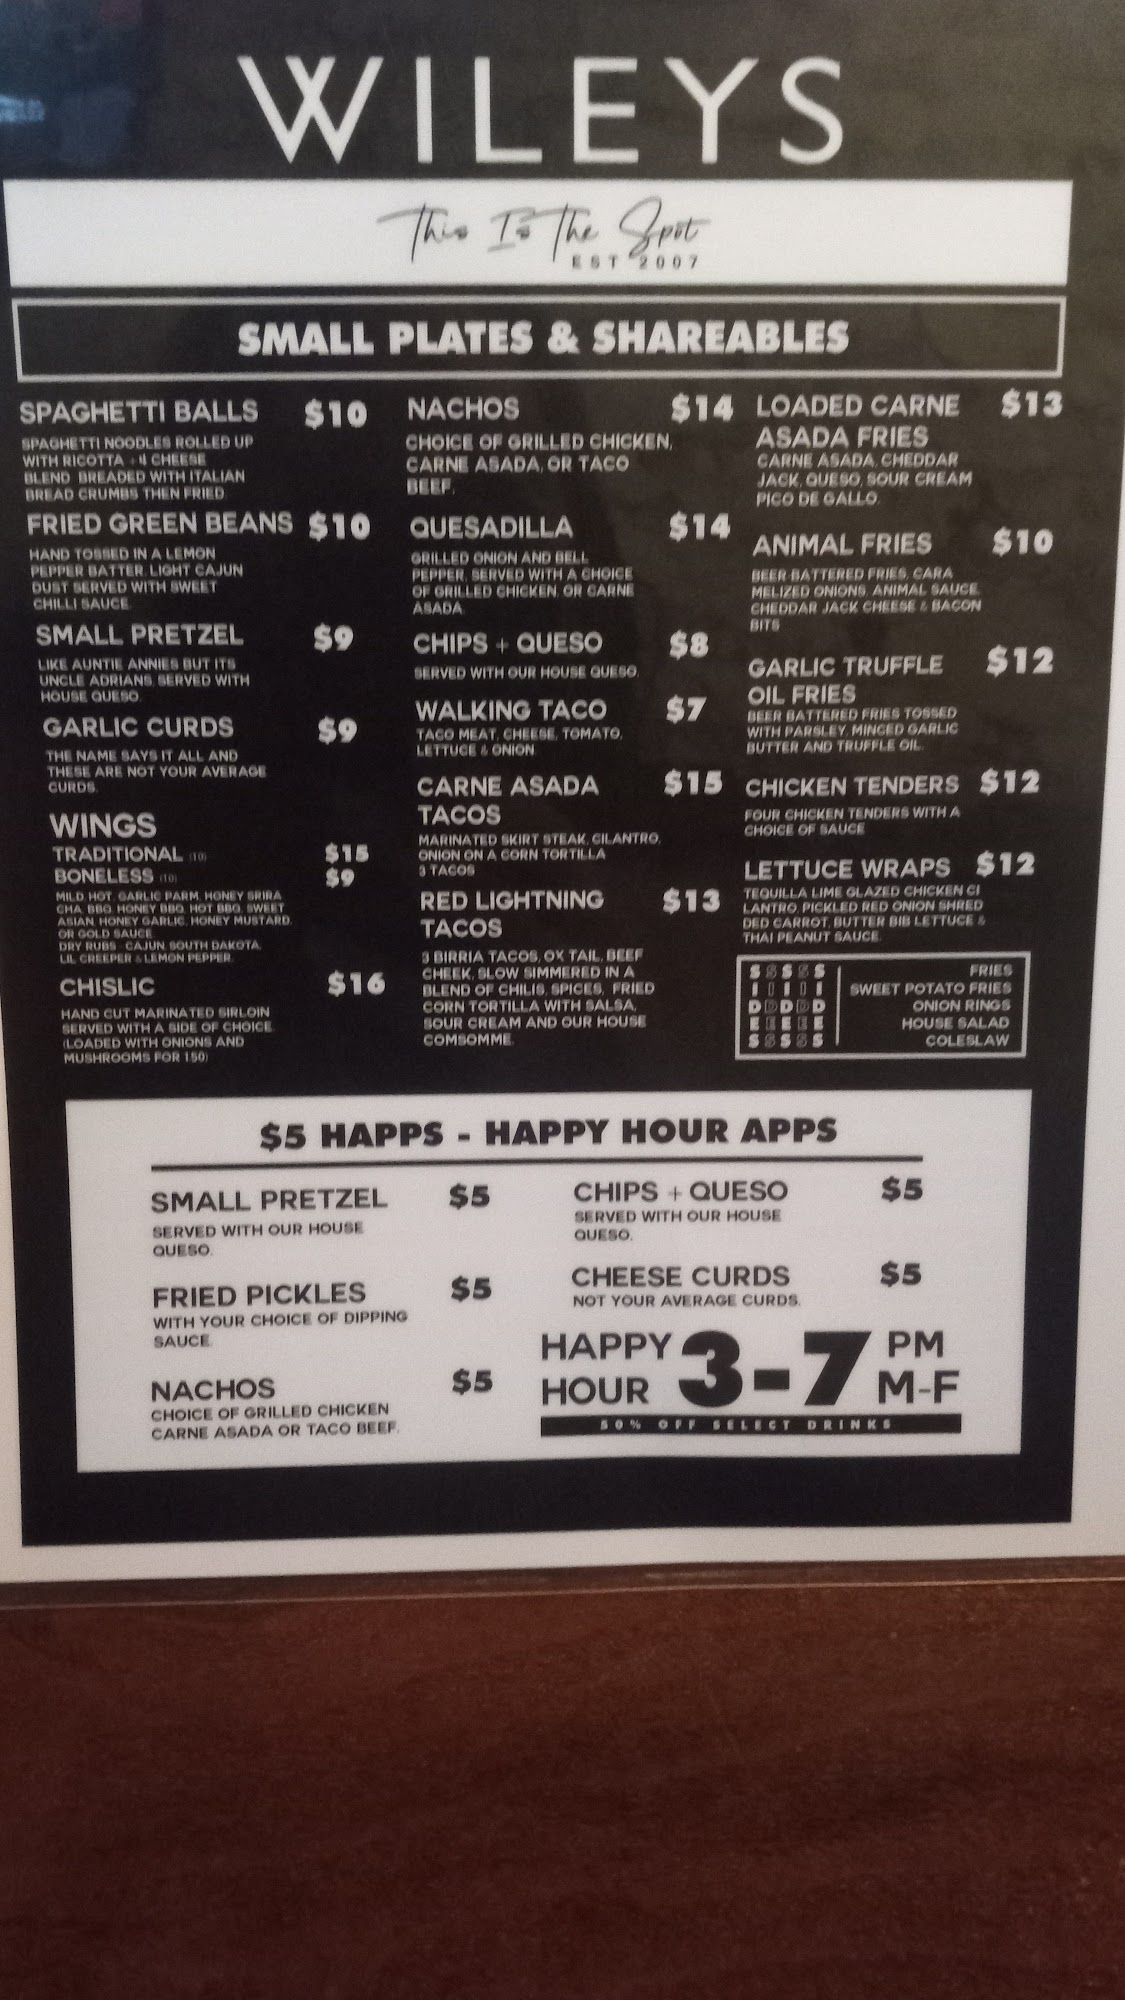 WILEYS
This Is The Spot
EST 2007
SMALL PLATES & SHAREABLES
SPAGHETTI BALLS $10
SPAGHETTI NOODLES ROLLED UP
WITH RICOTTA + 4 CHEESE
BLEND BREADED WITH ITALIAN
BREAD CRUMBS THEN FRIED.
FRIED GREEN BEANS $10
HAND TOSSED IN A LEMON
PEPPER BATTER. LIGHT CAJUN
DUST SERVED WITH SWEET
CHILLI SAUCE
SMALL PRETZEL $9
LIKE AUNTIE ANNIES BUT ITS
UNCLE ADRIANS. SERVED WITH
HOUSE QUESO.
GARLIC CURDS $9
THE NAME SAYS IT ALL AND
THESE ARE NOT YOUR AVERAGE
CURDS.
WINGS
TRADITIONAL (10) $15
BONELESS (10) $9
MILD, HOT, GARLIC PARM, HONEY SRIRA
CHA, BBQ, HONEY BBQ, HOT BBQ, SWEET
ASIAN, HONEY GARLIC, HONEY MUSTARD,
OR GOLD SAUCE
DRY RUBS - CAJUN, SOUTH DAKOTA,
LIL CREEPER & LEMON PEPPER.
CHISLIC $16
HAND CUT MARINATED SIRLOIN
SERVED WITH A SIDE OF CHOICE.
(LOADED WITH ONIONS AND
MUSHROOMS FOR 1.50)
NACHOS $14
CHOICE OF GRILLED CHICKEN,
CARNE ASADA, OR TACO
BEEF.
QUESADILLA $14
GRILLED ONION AND BELL
PEPPER, SERVED WITH A CHOICE
OF GRILLED CHICKEN, OR CARNE
ASADA
CHIPS + QUESO $8
SERVED WITH OUR HOUSE QUESO.
WALKING TACO $7
TACO MEAT, CHEESE, TOMATO,
LETTUCE & ONION
CARNE ASADA $15
TACOS
MARINATED SKIRT STEAK, CILANTRO,
ONION ON A CORN TORTILLA
3 TACOS
RED LIGHTNING $13
TACOS
3 BIRRIA TACOS, OX TAIL, BEEF
CHEEK, SLOW SIMMERED IN A
BLEND OF CHILIS, SPICES, FRIED
CORN TORTILLA WITH SALSA,
SOUR CREAM AND OUR HOUSE
COMSOMME.
LOADED CARNE $13
ASADA FRIES
CARNE ASADA, CHEDDAR
JACK, QUESO, SOUR CREAM
PICO DE GALLO.
ANIMAL FRIES $10
BEER BATTERED FRIES, CARA
MELIZED ONIONS, ANIMAL SAUCE,
CHEDDAR JACK CHEESE & BACON
BITS
GARLIC TRUFFLE $12
OIL FRIES
BEER BATTERED FRIES TOSSED
WITH PARSLEY, MINCED GARLIC
BUTTER AND TRUFFLE OIL.
CHICKEN TENDERS $12
FOUR CHICKEN TENDERS WITH A
CHOICE OF SAUCE
LETTUCE WRAPS $12
TEQUILLA LIME GLAZED CHICKEN CI
LANTRO, PICKLED RED ONION SHRED
DED CARROT, BUTTER BIB LETTUCE &
THAI PEANUT SAUCE.
SIDES SIDES SIDES SIDES SIDES
FRIES
SWEET POTATO FRIES
ONION RINGS
HOUSE SALAD
COLESLAW
$5 HAPPS - HAPPY HOUR APPS
SMALL PRETZEL $5
SERVED WITH OUR HOUSE
QUESO.
FRIED PICKLES $5
WITH YOUR CHOICE OF DIPPING
SAUCE.
NACHOS $5
CHOICE OF GRILLED CHICKEN
CARNE ASADA OR TACO BEEF.
CHIPS + QUESO $5
SERVED WITH OUR HOUSE
QUESO.
CHEESE CURDS $5
NOT YOUR AVERAGE CURDS.
HAPPY HOUR 3-7 PM M-F
50% OFF SELECT DRINKS